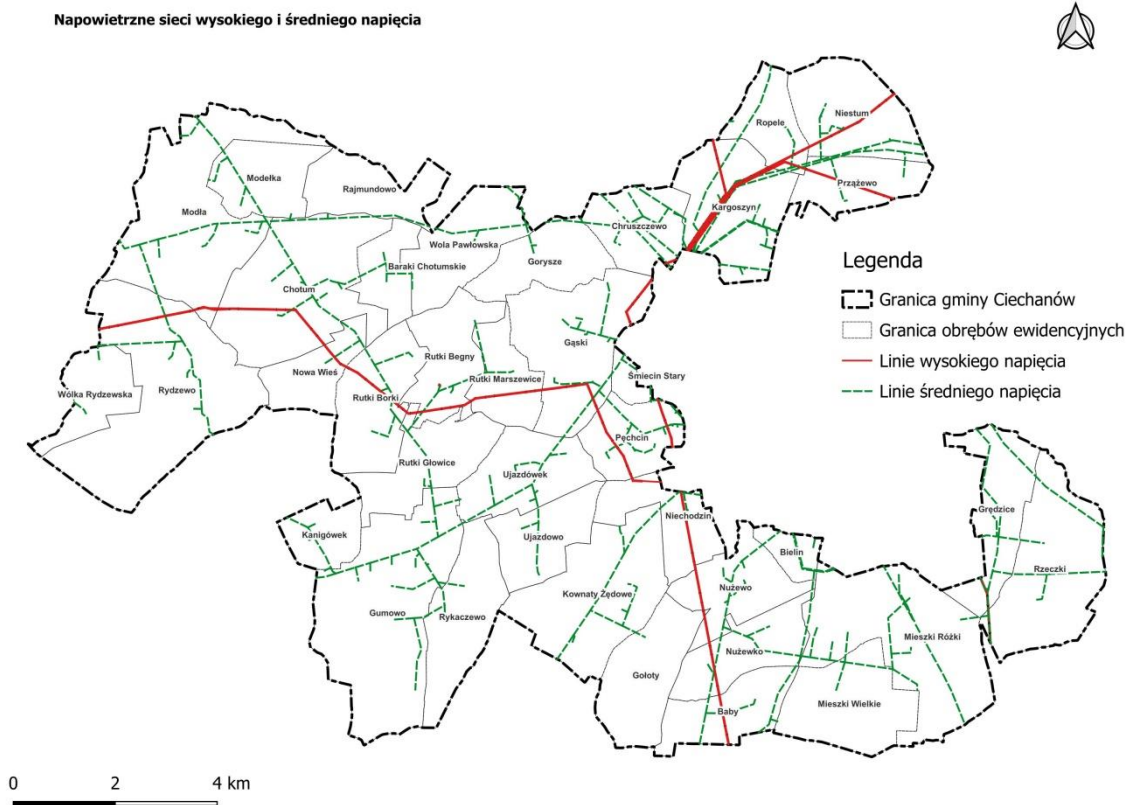 Napowietrzne sieci wysokiego i średniego napięcia
Niestum
Ropele
Modełka
Rajmundowo
Przążewo
Kargoszyn
Modła
Chruszczewo
Wola Pawłowska
Gorysze
Baraki Chotumskie
Chotum
Legenda
Granica gminy Ciechanów
Granica obrębów ewidencyjnych
Linie wysokiego napięcia
Linie średniego napięcia
Gąski
Rutki Begny
Nowa Wieś
Rutki Marszewice
Śmiecin Stary
Rydzewo
Wólka Rydzewska
Rutki Borki
Pęchcin
Rutki Głowice
Ujazdówek
Niechodzin
Grędzice
Kanigówek
Ujazdowo
Bielin
Rzeczki
Nużewo
Kownaty Żędowe
Gumowo
Rykaczewo
Mieszki Różki
Nużewko
Gołoty
Mieszki Wielkie
Baby
0 2 4 km